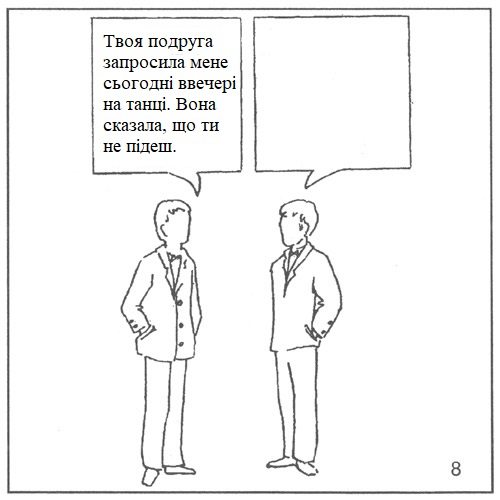 Твоя подруга
запросила мене
сьогодні ввечері
на танці. Вона
сказала, що ти
не підеш.
8